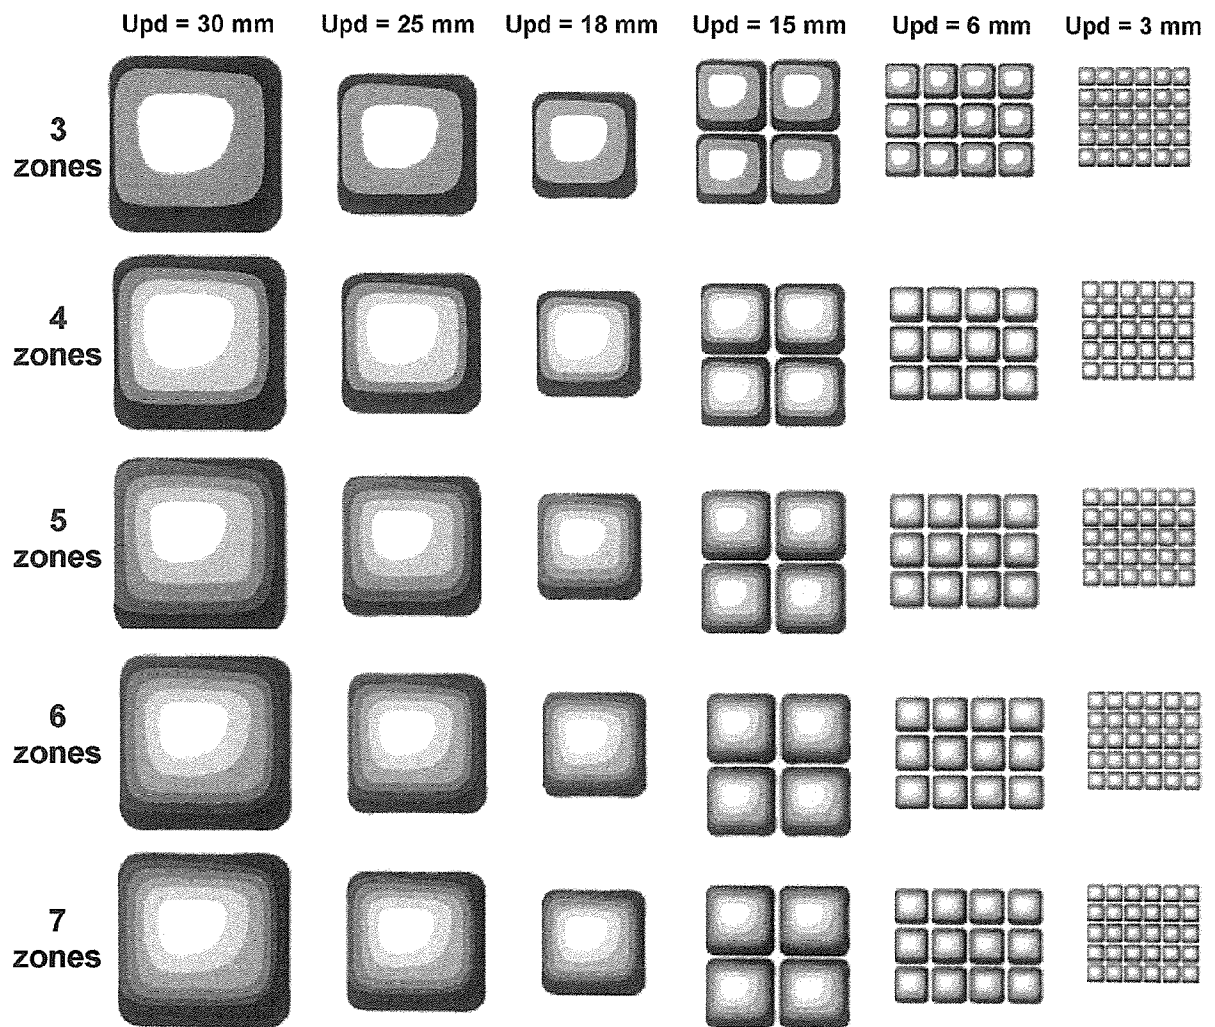 Upd = 30 mm Upd = 25 mm Upd = 18 mm Upd = 15 mm Upd = 6 mm Upd = 3 mm
3
zones
4
zones
5
zones
6
zones
7
zones